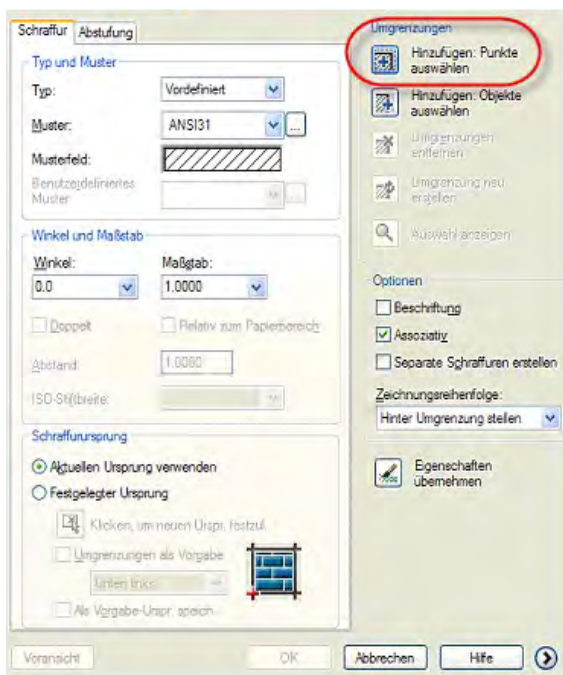 Schraffur Abstufung
Typ und Muster
Typ: Vordefiniert
Muster: ANSI31 ...
Musterfeld:
Benutzerdefiniertes
Muster
Winkel und Maßstab
Winkel: Maßstab:
0.0 1.0000
Doppelt Relativ zum Papierbereich
Abstand 1.0000
ISO-Stiftbreite:
Schraffurursprung
Aktuellen Ursprung verwenden
Festgelegter Ursprung
Klicken, um neuen Urspr. festzul.
Umgrenzungen als Vorgabe
Unten links
Als Vorgabe-Urspr. speich.
Umgrenzungen
Hinzufügen: Punkte
auswählen
Hinzufügen: Objekte
auswählen
Umgrenzungen
entfernen
Umgrenzung neu
erstellen
Auswahl anzeigen
Optionen
Beschriftung
Assoziativ
Separate Schraffuren erstellen
Zeichnungsreihenfolge:
Hinter Umgrenzung stellen
Eigenschaften
übernehmen
Voransicht OK Abbrechen Hilfe